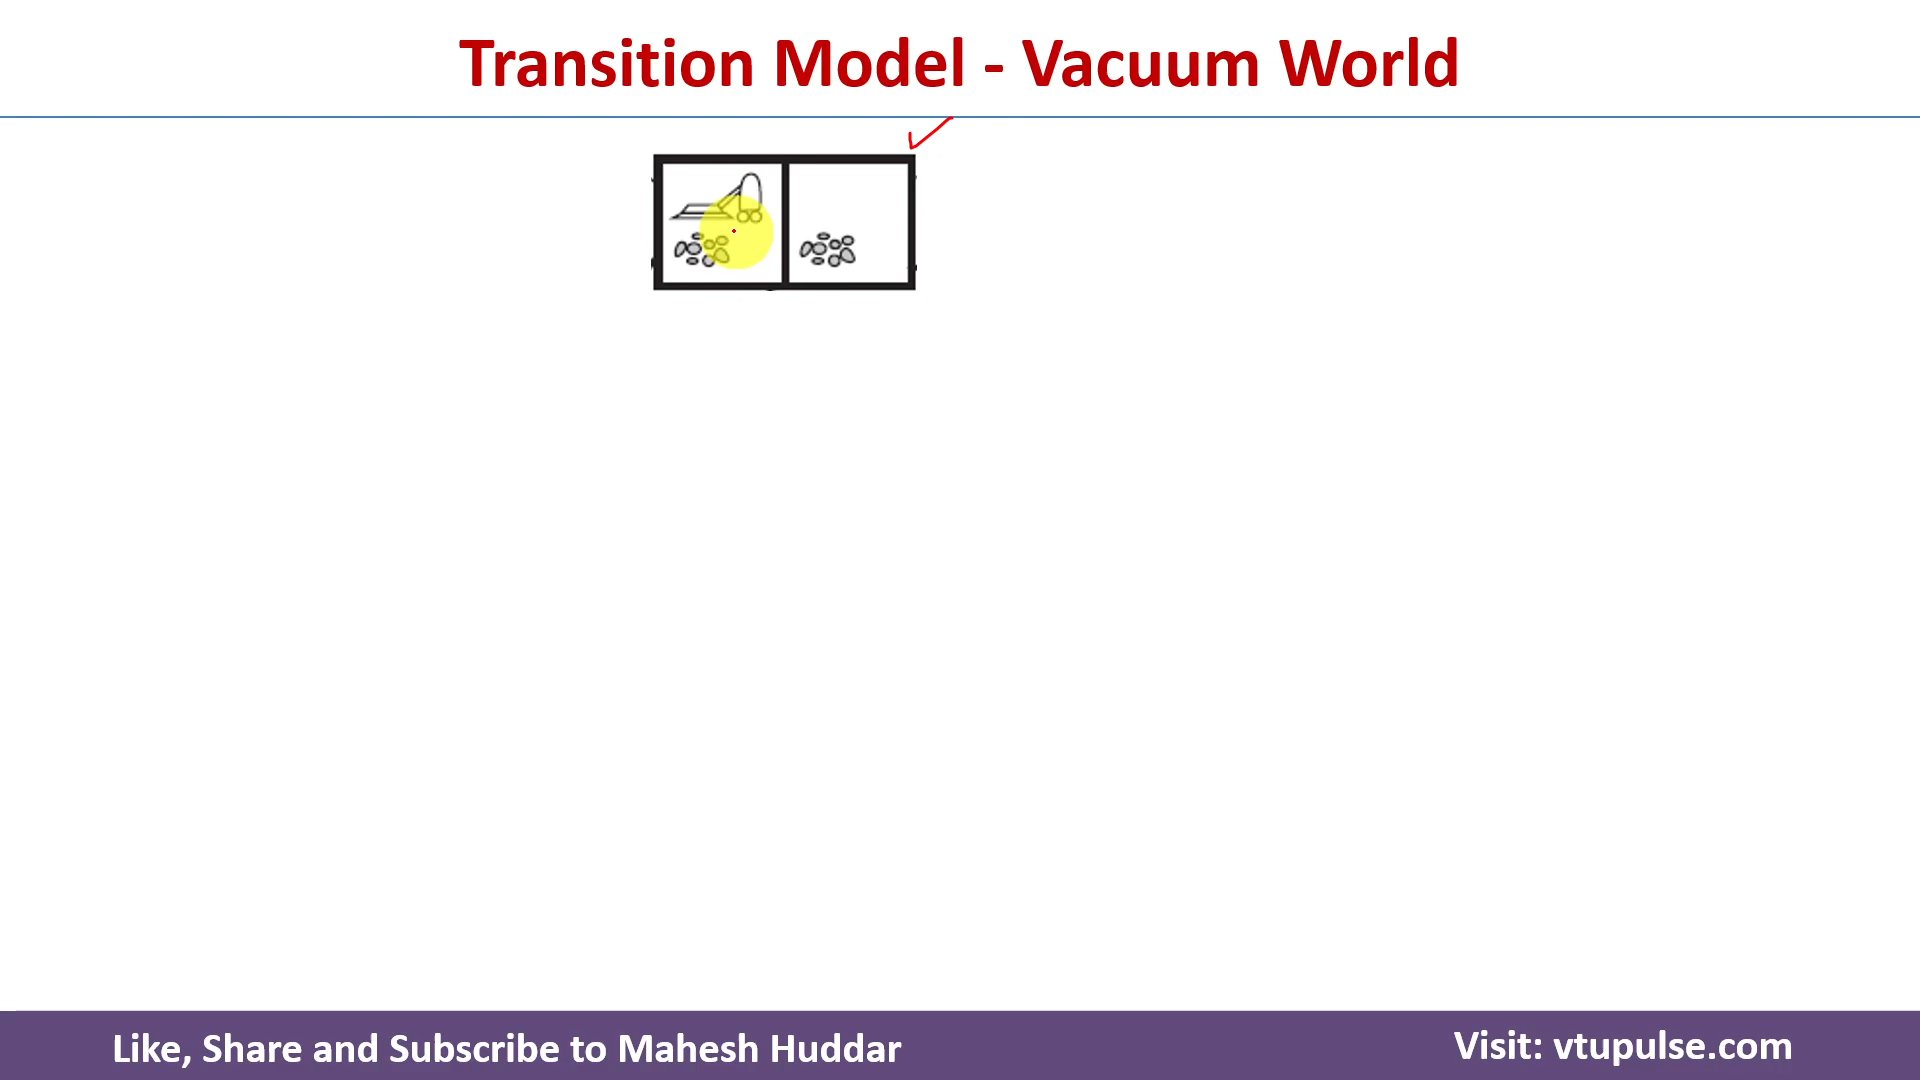 Transition Model - Vacuum World
Like, Share and Subscribe to Mahesh Huddar
Visit: vtupulse.com